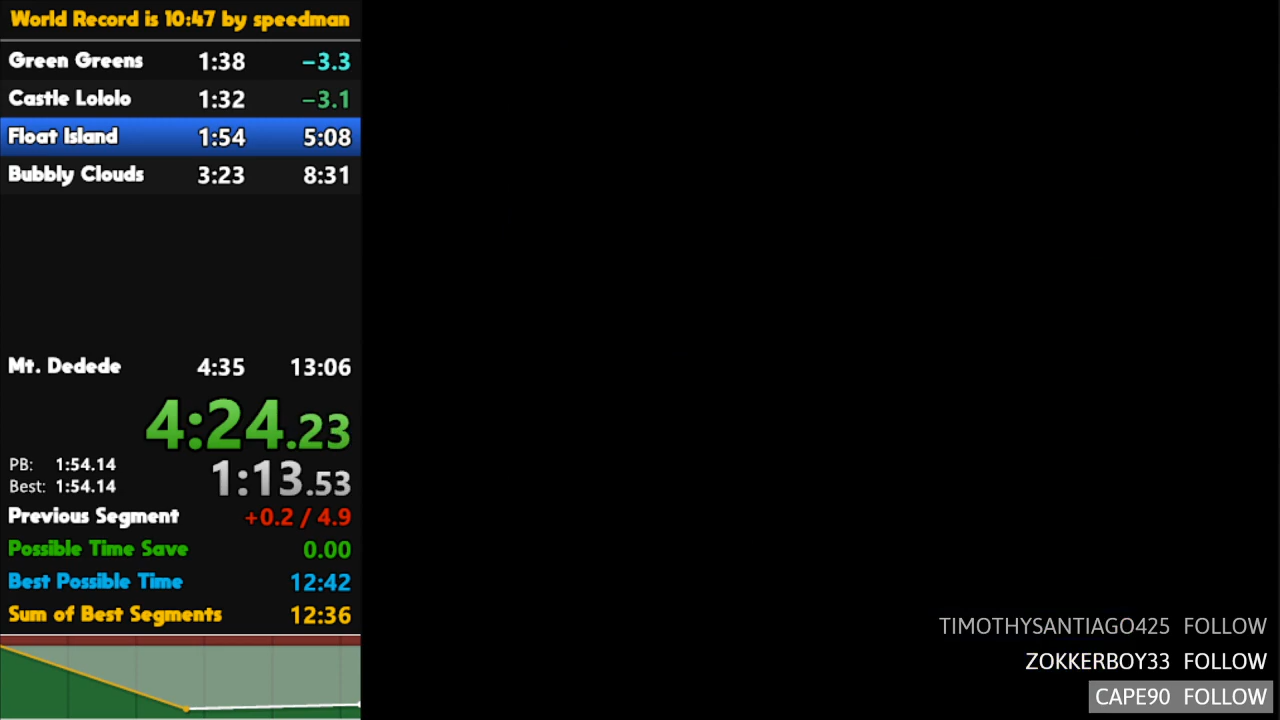 World Record is 10:47 by speedman
Green Greens 1:38 −3.3
Castle Lololo 1:32 −3.1
Float Island 1:54 5:08
Bubbly Clouds 3:23 8:31
Mt. Dedede 4:35 13:06
4:24.23
PB: 1:54.14
Best: 1:54.14
1:13.53
Previous Segment +0.2 / 4.9
Possible Time Save 0.00
Best Possible Time 12:42
Sum of Best Segments 12:36
TIMOTHYSANTIAGO425 FOLLOW
ZOKKERBOY33 FOLLOW
CAPE90 FOLLOW